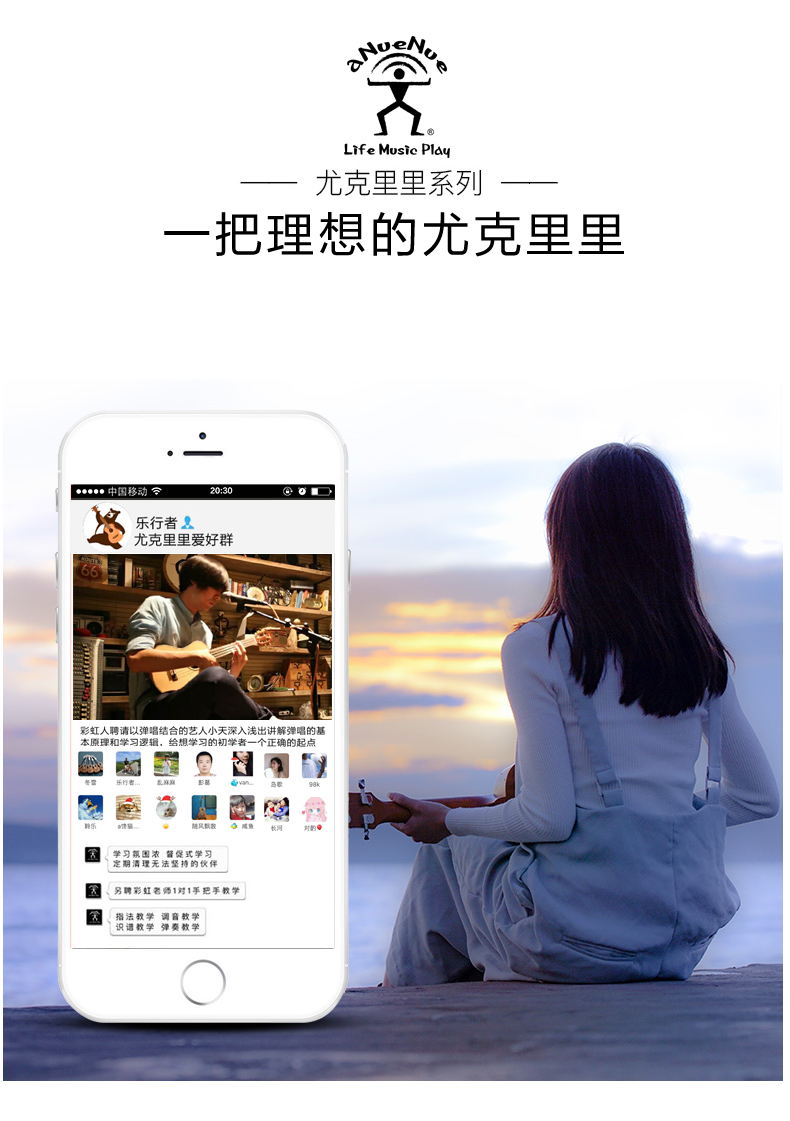 aNueNue
®
Life Music Play
尤克里里系列
一把理想的尤克里里
中国移动
20:30
乐行者
尤克里里爱好群
66
彩虹人聘请以弹唱结合的艺人小天深入浅出讲解弹唱的基
本原理和学习逻辑，给想学习的初学者一个正确的起点
冬雪 乐行者... 乱麻麻 彭葛 van... 岛歌 98k
聆乐 a馋猫... 随风飘散 咸鱼 长河 对的
学习氛围浓 督促式学习
定期清理无法坚持的伙伴
另聘彩虹老师1对1手把手教学
指法教学 调音教学
识谱教学 弹奏教学